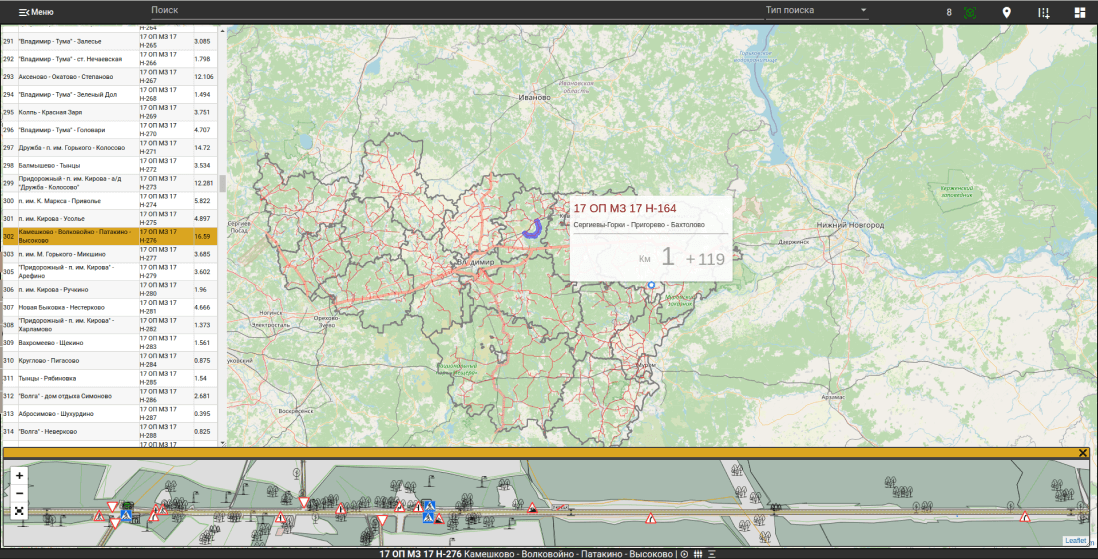 Меню
Поиск
Тип поиска
8
Н-264
291 "Владимир - Тума" - Залесье 17 ОП МЗ 17 Н-265 3.085
292 "Владимир - Тума" - ст. Нечаевская 17 ОП МЗ 17 Н-266 1.798
293 Аксеново - Окатово - Степаново 17 ОП МЗ 17 Н-267 12.106
294 "Владимир - Тума" - Зеленый Дол 17 ОП МЗ 17 Н-268 1.494
295 Колпь - Красная Заря 17 ОП МЗ 17 Н-269 3.751
296 "Владимир - Тума" - Головари 17 ОП МЗ 17 Н-270 4.707
297 Дружба - п. им. Горького - Колосово 17 ОП МЗ 17 Н-271 14.72
298 Балмышево - Тынцы 17 ОП МЗ 17 Н-272 3.534
299 Придорожный - п. им. Кирова - а/д "Дружба - Колосово" 17 ОП МЗ 17 Н-273 12.281
300 п. им. К. Маркса - Приволье 17 ОП МЗ 17 Н-274 5.822
301 п. им. Кирова - Усолье 17 ОП МЗ 17 Н-275 4.897
302 Камешково - Волковойно - Патакино - Высоково 17 ОП МЗ 17 Н-276 16.59
303 п. им. М. Горького - Микшино 17 ОП МЗ 17 Н-277 3.685
305 "Придорожный - п. им. Кирова" - Арефино 17 ОП МЗ 17 Н-279 3.602
306 п. им. Кирова - Ручкино 17 ОП МЗ 17 Н-280 1.96
307 Новая Быковка - Нестерково 17 ОП МЗ 17 Н-281 4.666
308 "Придорожный - п. им. Кирова" - Харламово 17 ОП МЗ 17 Н-282 1.373
309 Вахромеево - Щекино 17 ОП МЗ 17 Н-283 1.561
310 Круглово - Пигасово 17 ОП МЗ 17 Н-284 0.875
311 Тынцы - Рябиновка 17 ОП МЗ 17 Н-285 1.54
312 "Волга" - дом отдыха Симоново 17 ОП МЗ 17 Н-286 2.681
313 Абросимово - Шухурдино 17 ОП МЗ 17 Н-287 0.395
314 "Волга" - Неверково 17 ОП МЗ 17 Н-288 0.825
17 ОП МЗ 17
Ивановская область
Иваново
Сергиев Посад
17 ОП МЗ 17 Н-164
Сергиевы-Горки - Пригорево - Бахтолово
Км 1 +119
Нижний Новгород
Дзержинск
Владимир
Ногинск
Электросталь
Орехово-Зуево
Муром
Воскресенск
Арзамас
+
−
Leaflet
17 ОП МЗ 17 Н-276 Камешково - Волковойно - Патакино - Высоково |